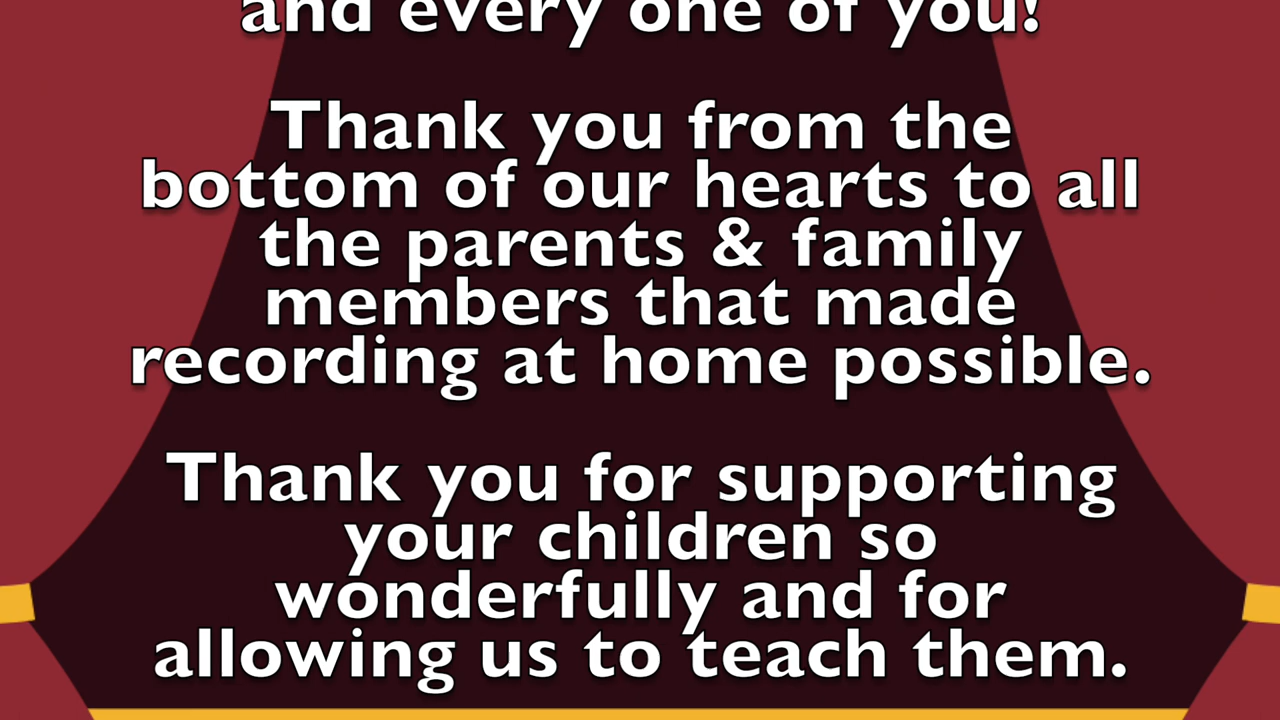 and every one of you!
Thank you from the
bottom of our hearts to all
the parents & family
members that made
recording at home possible.
Thank you for supporting
your children so
wonderfully and for
allowing us to teach them.